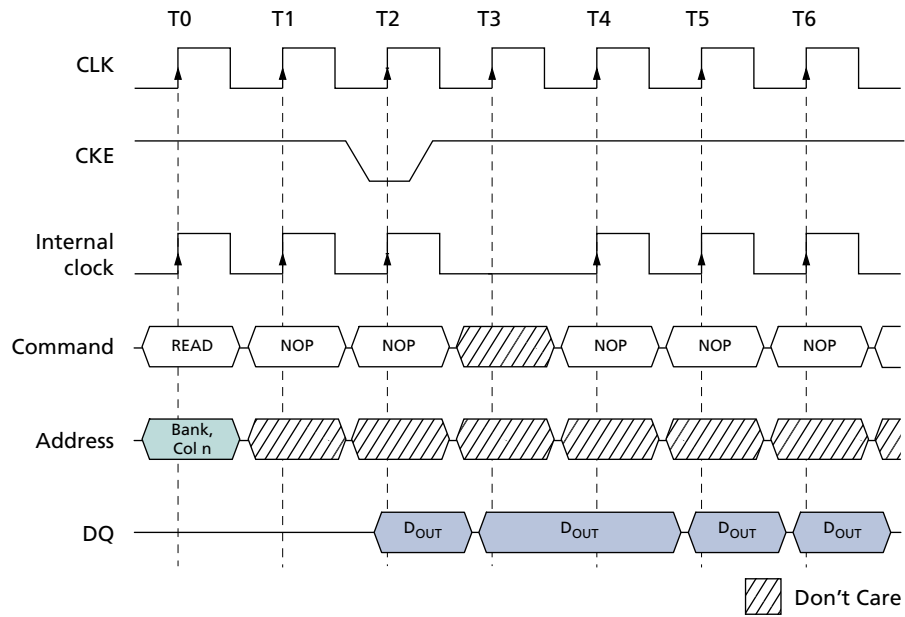 T0 T1 T2 T3 T4 T5 T6
CLK
CKE
Internal
clock
Command READ NOP NOP NOP NOP NOP
Address Bank,
Col n
DQ DOUT DOUT DOUT DOUT
Don't Care